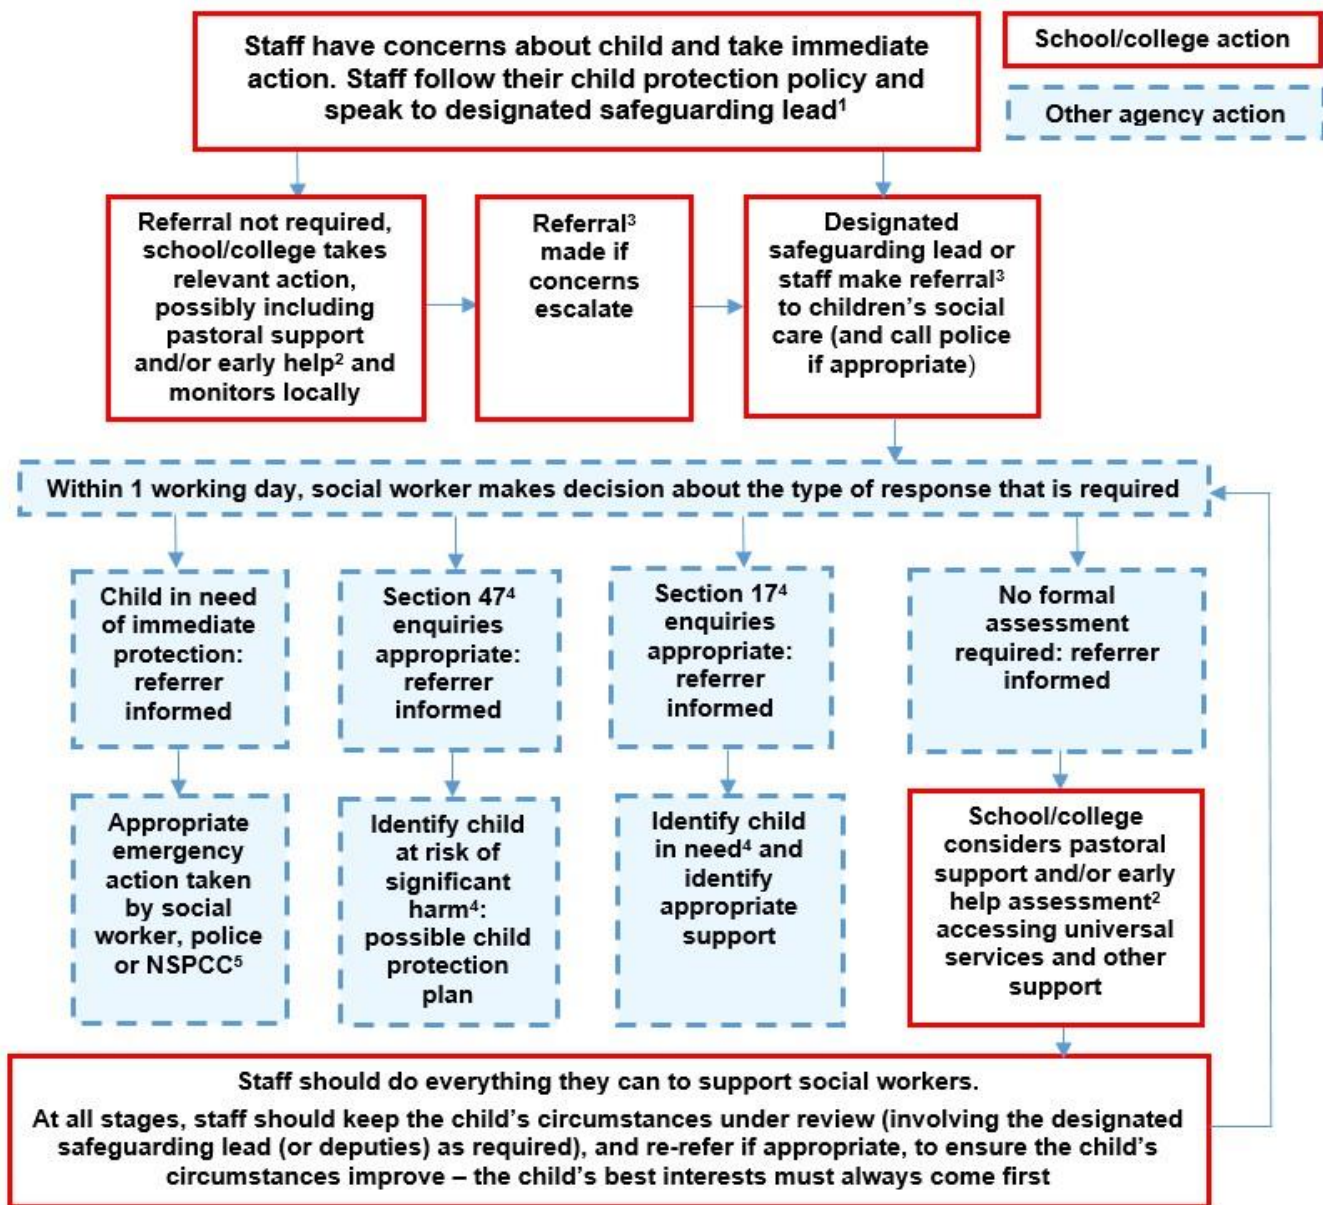 Staff have concerns about child and take immediate
action. Staff follow their child protection policy and
speak to designated safeguarding lead¹
School/college action
Other agency action
Referral not required,
school/college takes
relevant action,
possibly including
pastoral support
and/or early help² and
monitors locally
Referral³
made if
concerns
escalate
Designated
safeguarding lead or
staff make referral³
to children’s social
care (and call police
if appropriate)
Within 1 working day, social worker makes decision about the type of response that is required
Child in need
of immediate
protection:
referrer
informed
Section 47⁴
enquiries
appropriate:
referrer
informed
Section 17⁴
enquiries
appropriate:
referrer
informed
No formal
assessment
required: referrer
informed
Appropriate
emergency
action taken
by social
worker, police
or NSPCC⁵
Identify child
at risk of
significant
harm⁴:
possible child
protection
plan
Identify child
in need⁴ and
identify
appropriate
support
School/college
considers pastoral
support and/or early
help assessment²
accessing universal
services and other
support
Staff should do everything they can to support social workers.
At all stages, staff should keep the child’s circumstances under review (involving the designated
safeguarding lead (or deputies) as required), and re-refer if appropriate, to ensure the child’s
circumstances improve – the child’s best interests must always come first